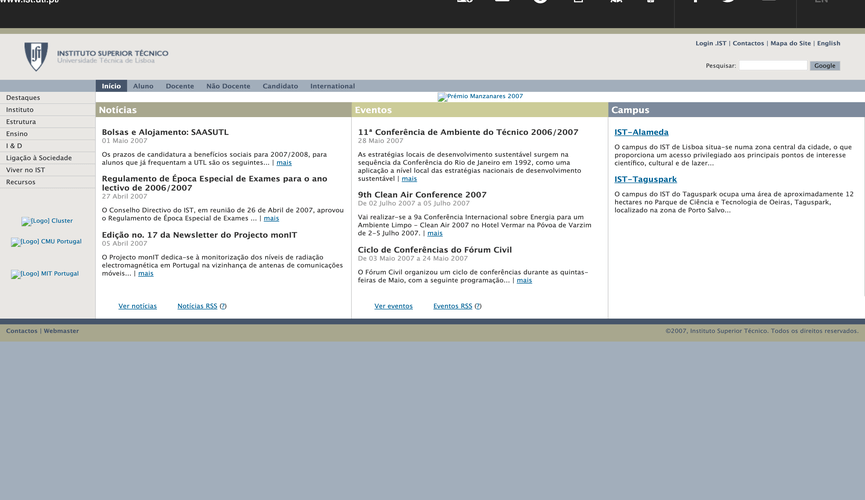 www.ist.utl.pt/
EN
Login .IST | Contactos | Mapa do Site | English
INSTITUTO SUPERIOR TÉCNICO
Universidade Técnica de Lisboa
Pesquisar: Google
Início Aluno Docente Não Docente Candidato International
Destaques
Instituto
Estrutura
Ensino
I & D
Ligação à Sociedade
Viver no IST
Recursos
[Logo] Cluster
[Logo] CMU Portugal
[Logo] MIT Portugal
Prémio Manzanares 2007
Notícias
Bolsas e Alojamento: SAASUTL
01 Maio 2007
Os prazos de candidatura a benefícios sociais para 2007/2008, para
alunos que já frequentam a UTL são os seguintes... | mais
Regulamento de Época Especial de Exames para o ano
lectivo de 2006/2007
27 Abril 2007
O Conselho Directivo do IST, em reunião de 26 de Abril de 2007, aprovou
o Regulamento de Época Especial de Exames ... | mais
Edição no. 17 da Newsletter do Projecto monIT
05 Abril 2007
O Projecto monIT dedica-se à monitorização dos níveis de radiação
electromagnética em Portugal na vizinhança de antenas de comunicações
móveis... | mais
Ver notícias Notícias RSS (?)
Eventos
11ª Conferência de Ambiente do Técnico 2006/2007
28 Maio 2007
As estratégias locais de desenvolvimento sustentável surgem na
sequência da Conferência do Rio de Janeiro em 1992, como uma
aplicação a nível local das estratégias nacionais de desenvolvimento
sustentável | mais
9th Clean Air Conference 2007
De 02 Julho 2007 a 05 Julho 2007
Vai realizar-se a 9a Conferência Internacional sobre Energia para um
Ambiente Limpo - Clean Air 2007 no Hotel Vermar na Póvoa de Varzim
de 2-5 Julho 2007. | mais
Ciclo de Conferências do Fórum Civil
De 03 Maio 2007 a 24 Maio 2007
O Fórum Civil organizou um ciclo de conferências durante as quintas-
feiras de Maio, com a seguinte programação... | mais
Ver eventos Eventos RSS (?)
Campus
IST-Alameda
O campus do IST de Lisboa situa-se numa zona central da cidade, o que
proporciona um acesso privilegiado aos principais pontos de interesse
científico, cultural e de lazer...
IST-Taguspark
O campus do IST do Taguspark ocupa uma área de aproximadamente 12
hectares no Parque de Ciência e Tecnologia de Oeiras, Taguspark,
localizado na zona de Porto Salvo...
Contactos | Webmaster
©2007, Instituto Superior Técnico. Todos os direitos reservados.